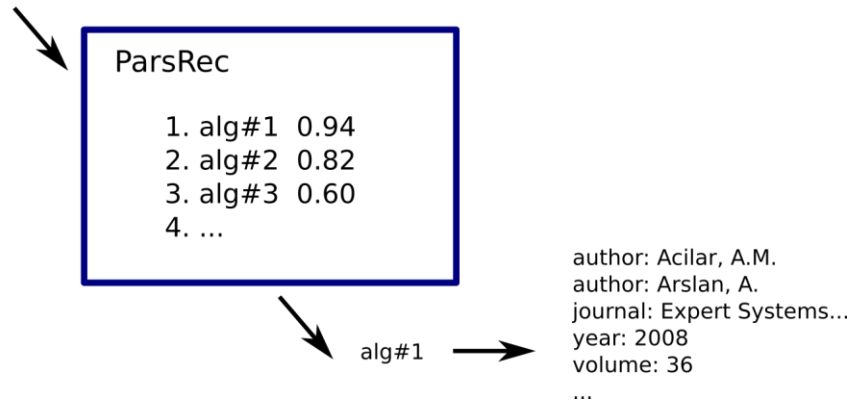 ParsRec
1. alg#1 0.94
2. alg#2 0.82
3. alg#3 0.60
4. ...
alg#1
author: Acilar, A.M.
author: Arslan, A.
journal: Expert Systems...
year: 2008
volume: 36
...